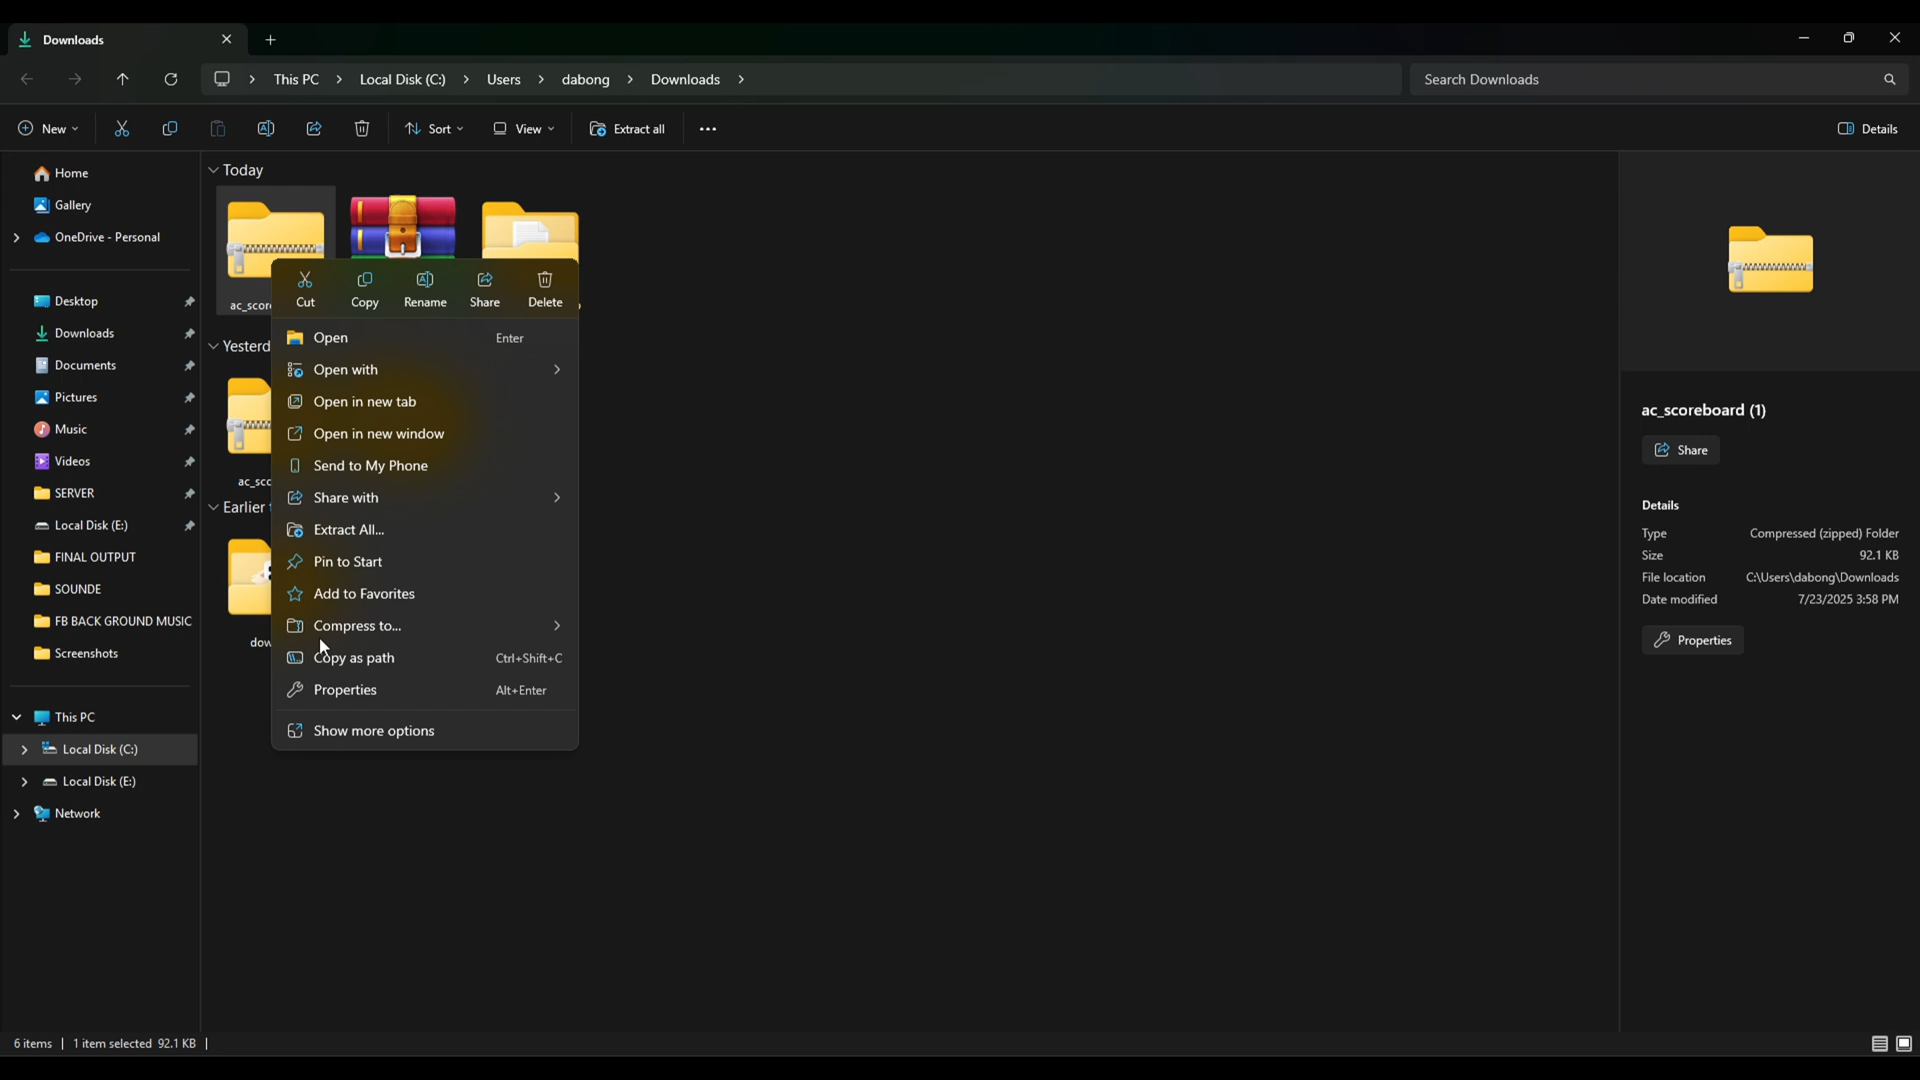 Downloads
This PC > Local Disk (C:) > Users > dabong > Downloads >
Search Downloads
New
Sort
View
Extract all
Details
Home
Gallery
OneDrive - Personal
Desktop
Downloads
Documents
Pictures
Music
Videos
SERVER
Local Disk (E:)
FINAL OUTPUT
SOUNDE
FB BACK GROUND MUSIC
Screenshots
This PC
Local Disk (C:)
Local Disk (E:)
Network
Today
ac_scor
Yesterd
ac_sco
Earlier
dow
Cut
Copy
Rename
Share
Delete
Open Enter
Open with
Open in new tab
Open in new window
Send to My Phone
Share with
Extract All...
Pin to Start
Add to Favorites
Compress to...
Copy as path Ctrl+Shift+C
Properties Alt+Enter
Show more options
ac_scoreboard (1)
Share
Details
Type Compressed (zipped) Folder
Size 92.1 KB
File location C:\Users\dabong\Downloads
Date modified 7/23/2025 3:58 PM
Properties
6 items | 1 item selected 92.1 KB |